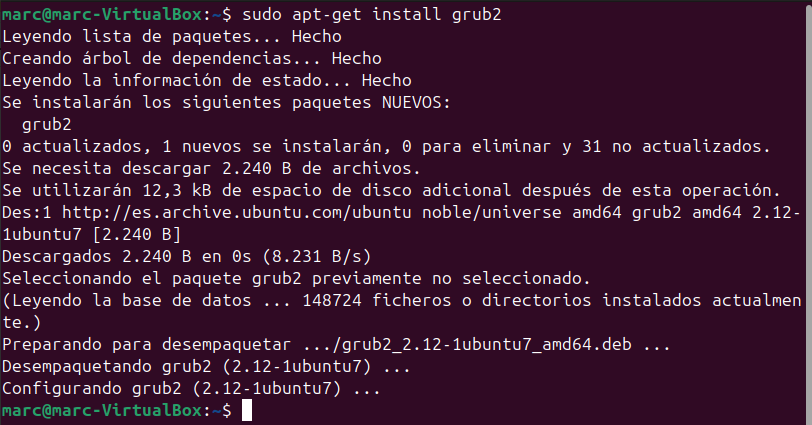 marc@marc-VirtualBox:~$ sudo apt-get install grub2
Leyendo lista de paquetes... Hecho
Creando árbol de dependencias... Hecho
Leyendo la información de estado... Hecho
Se instalarán los siguientes paquetes NUEVOS:
  grub2
0 actualizados, 1 nuevos se instalarán, 0 para eliminar y 31 no actualizados.
Se necesita descargar 2.240 B de archivos.
Se utilizarán 12,3 kB de espacio de disco adicional después de esta operación.
Des:1 http://es.archive.ubuntu.com/ubuntu noble/universe amd64 grub2 amd64 2.12-
1ubuntu7 [2.240 B]
Descargados 2.240 B en 0s (8.231 B/s)
Seleccionando el paquete grub2 previamente no seleccionado.
(Leyendo la base de datos ... 148724 ficheros o directorios instalados actualmen
te.)
Preparando para desempaquetar .../grub2_2.12-1ubuntu7_amd64.deb ...
Desempaquetando grub2 (2.12-1ubuntu7) ...
Configurando grub2 (2.12-1ubuntu7) ...
marc@marc-VirtualBox:~$